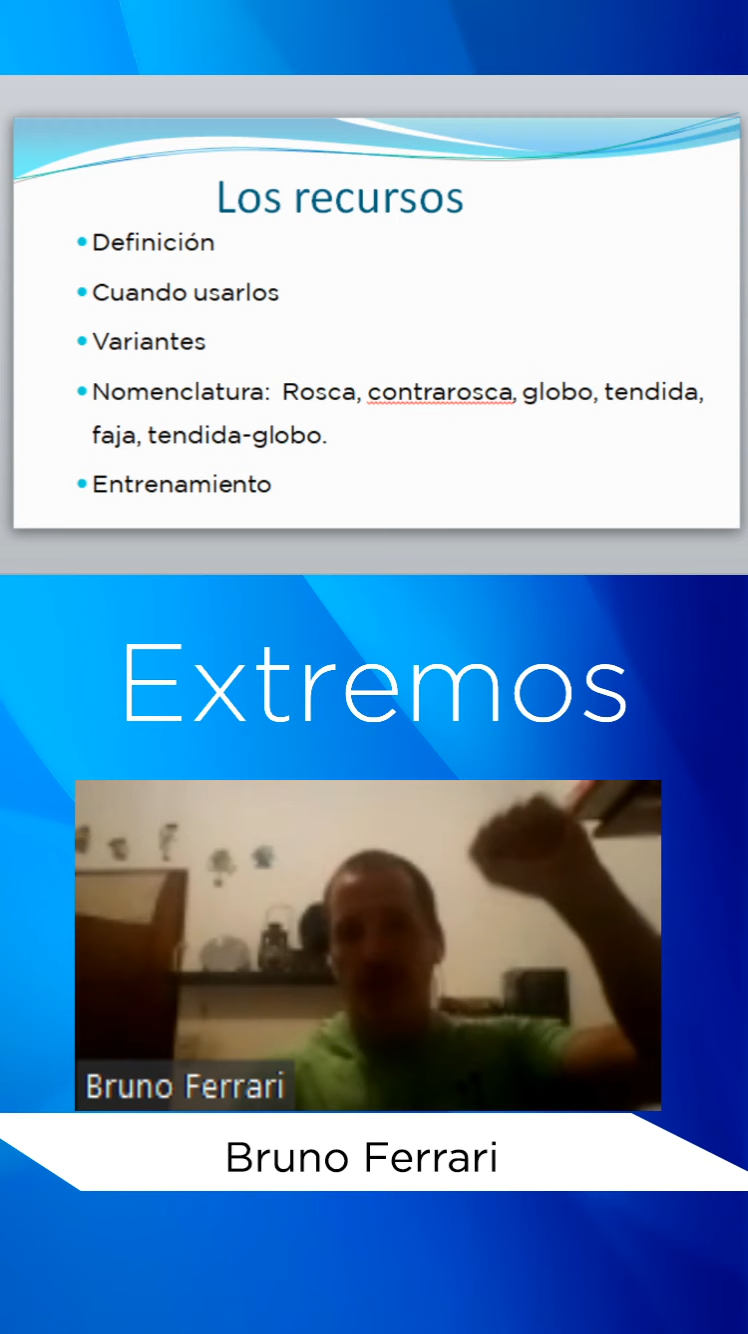 Los recursos
Definición
Cuando usarlos
Variantes
Nomenclatura: Rosca, contrarosca, globo, tendida,
faja, tendida-globo.
Entrenamiento
Extremos
Bruno Ferrari
Bruno Ferrari